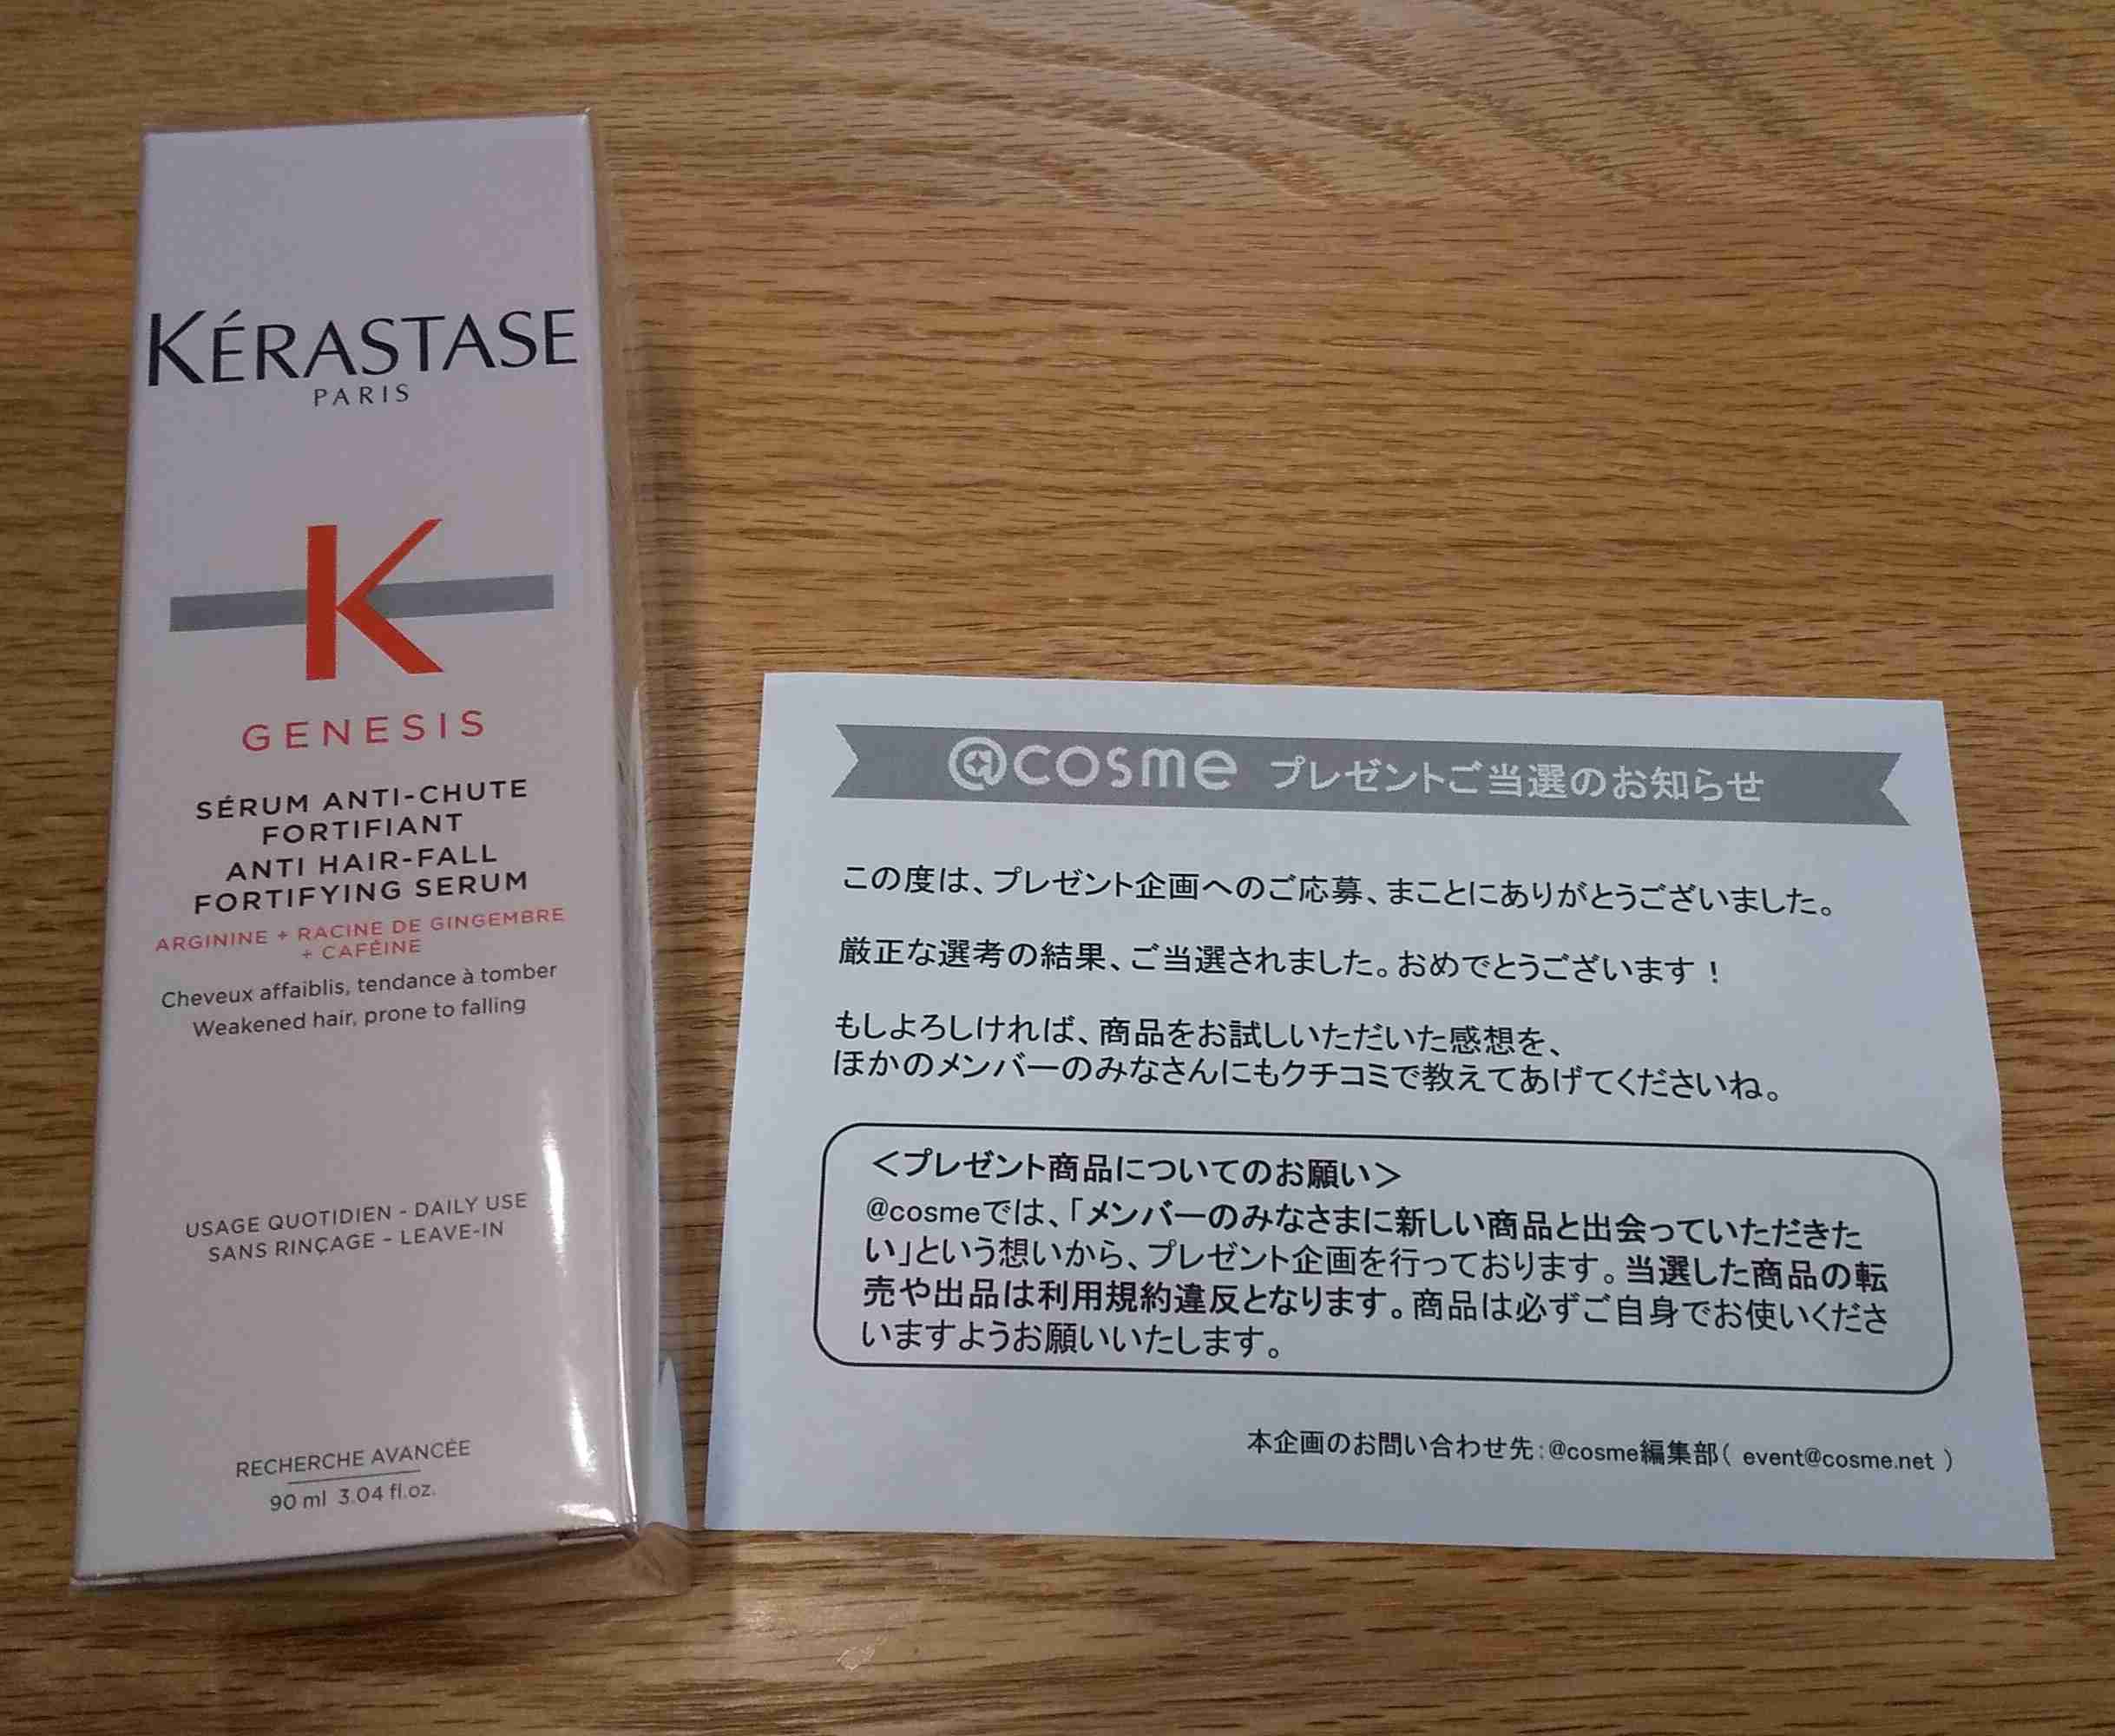 KÉRASTASE
PARIS
K
GENESIS
SÉRUM ANTI-CHUTE
FORTIFIANT
ANTI HAIR-FALL
FORTIFYING SERUM
ARGININE + RACINE DE GINGEMBRE
+ CAFÉINE
Cheveux affaiblis, tendance à tomber
Weakened hair, prone to falling
USAGE QUOTIDIEN - DAILY USE
SANS RINÇAGE - LEAVE-IN
RECHERCHE AVANCÉE
90 ml 3.04 fl.oz.
@cosme プレゼントご当選のお知らせ
この度は、プレゼント企画へのご応募、まことにありがとうございました。
厳正な選考の結果、ご当選されました。おめでとうございます！
もしよろしければ、商品をお試しいただいた感想を、
ほかのメンバーのみなさんにもクチコミで教えてあげてくださいね。
＜プレゼント商品についてのお願い＞
@cosmeでは、「メンバーのみなさまに新しい商品と出会っていただきた
い」という想いから、プレゼント企画を行っております。当選した商品の転
売や出品は利用規約違反となります。商品は必ずご自身でお使いくださ
いますようお願いいたします。
本企画のお問い合わせ先：@cosme編集部（ event@cosme.net ）